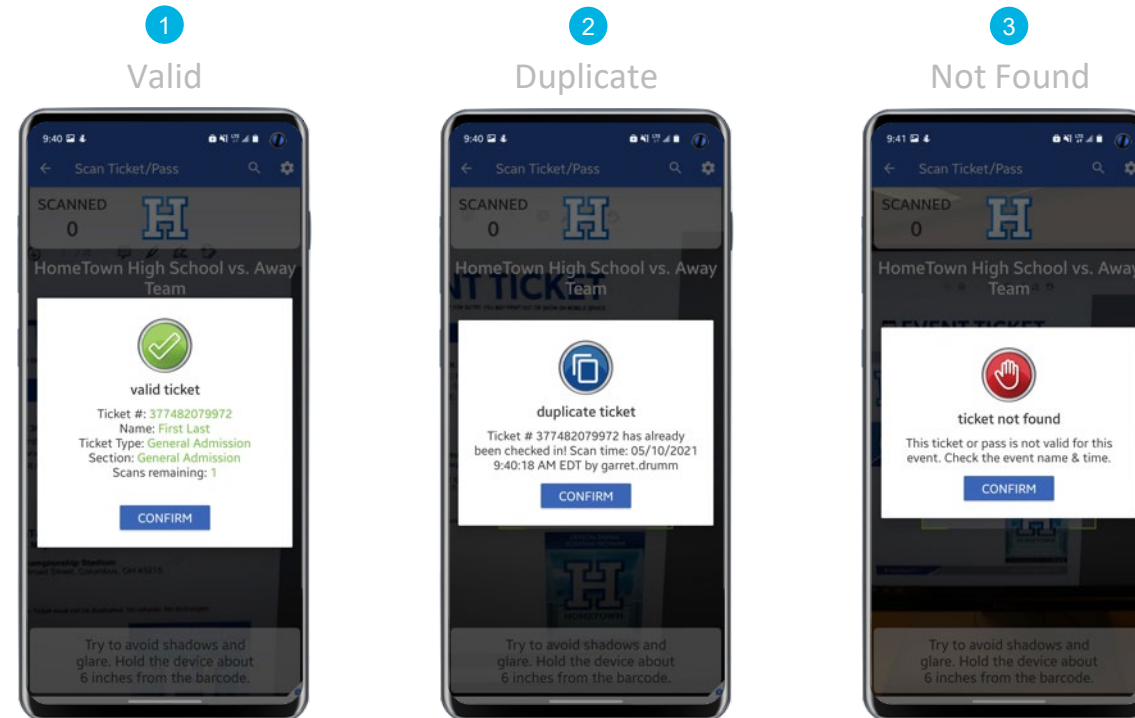 1
Valid
9:40
Scan Ticket/Pass
SCANNED
0
H
HomeTown High School vs. Away
Team
valid ticket
Ticket #: 377482079972
Name: First Last
Ticket Type: General Admission
Section: General Admission
Scans remaining: 1
CONFIRM
Try to avoid shadows and
glare. Hold the device about
6 inches from the barcode.
2
Duplicate
9:40
Scan Ticket/Pass
SCANNED
0
H
HomeTown High School vs. Away
Team
duplicate ticket
Ticket # 377482079972 has already
been checked in! Scan time: 05/10/2021
9:40:18 AM EDT by garret.drumm
CONFIRM
H
HOMETOWN
Try to avoid shadows and
glare. Hold the device about
6 inches from the barcode.
3
Not Found
9:41
Scan Ticket/Pass
SCANNED
0
H
HomeTown High School vs. Away
Team
EVENT TICKET
ticket not found
This ticket or pass is not valid for this
event. Check the event name & time.
CONFIRM
Try to avoid shadows and
glare. Hold the device about
6 inches from the barcode.